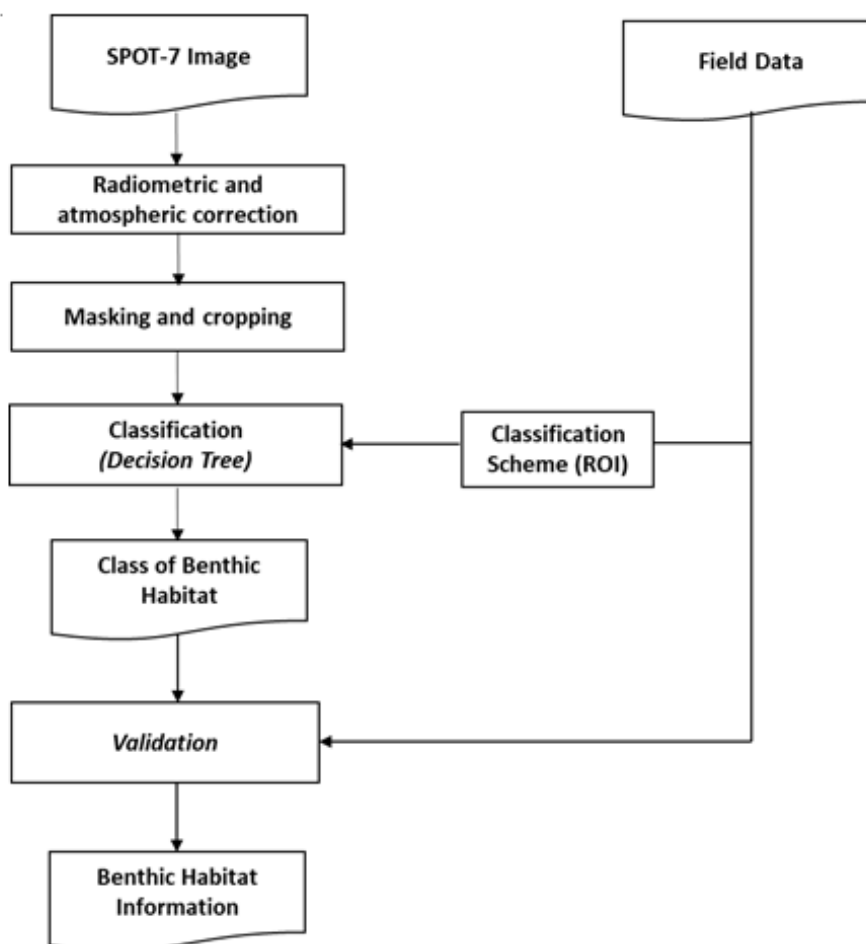 SPOT-7 Image
Field Data
Radiometric and
atmospheric correction
Masking and cropping
Classification
(Decision Tree)
Classification
Scheme (ROI)
Class of Benthic
Habitat
Validation
Benthic Habitat
Information